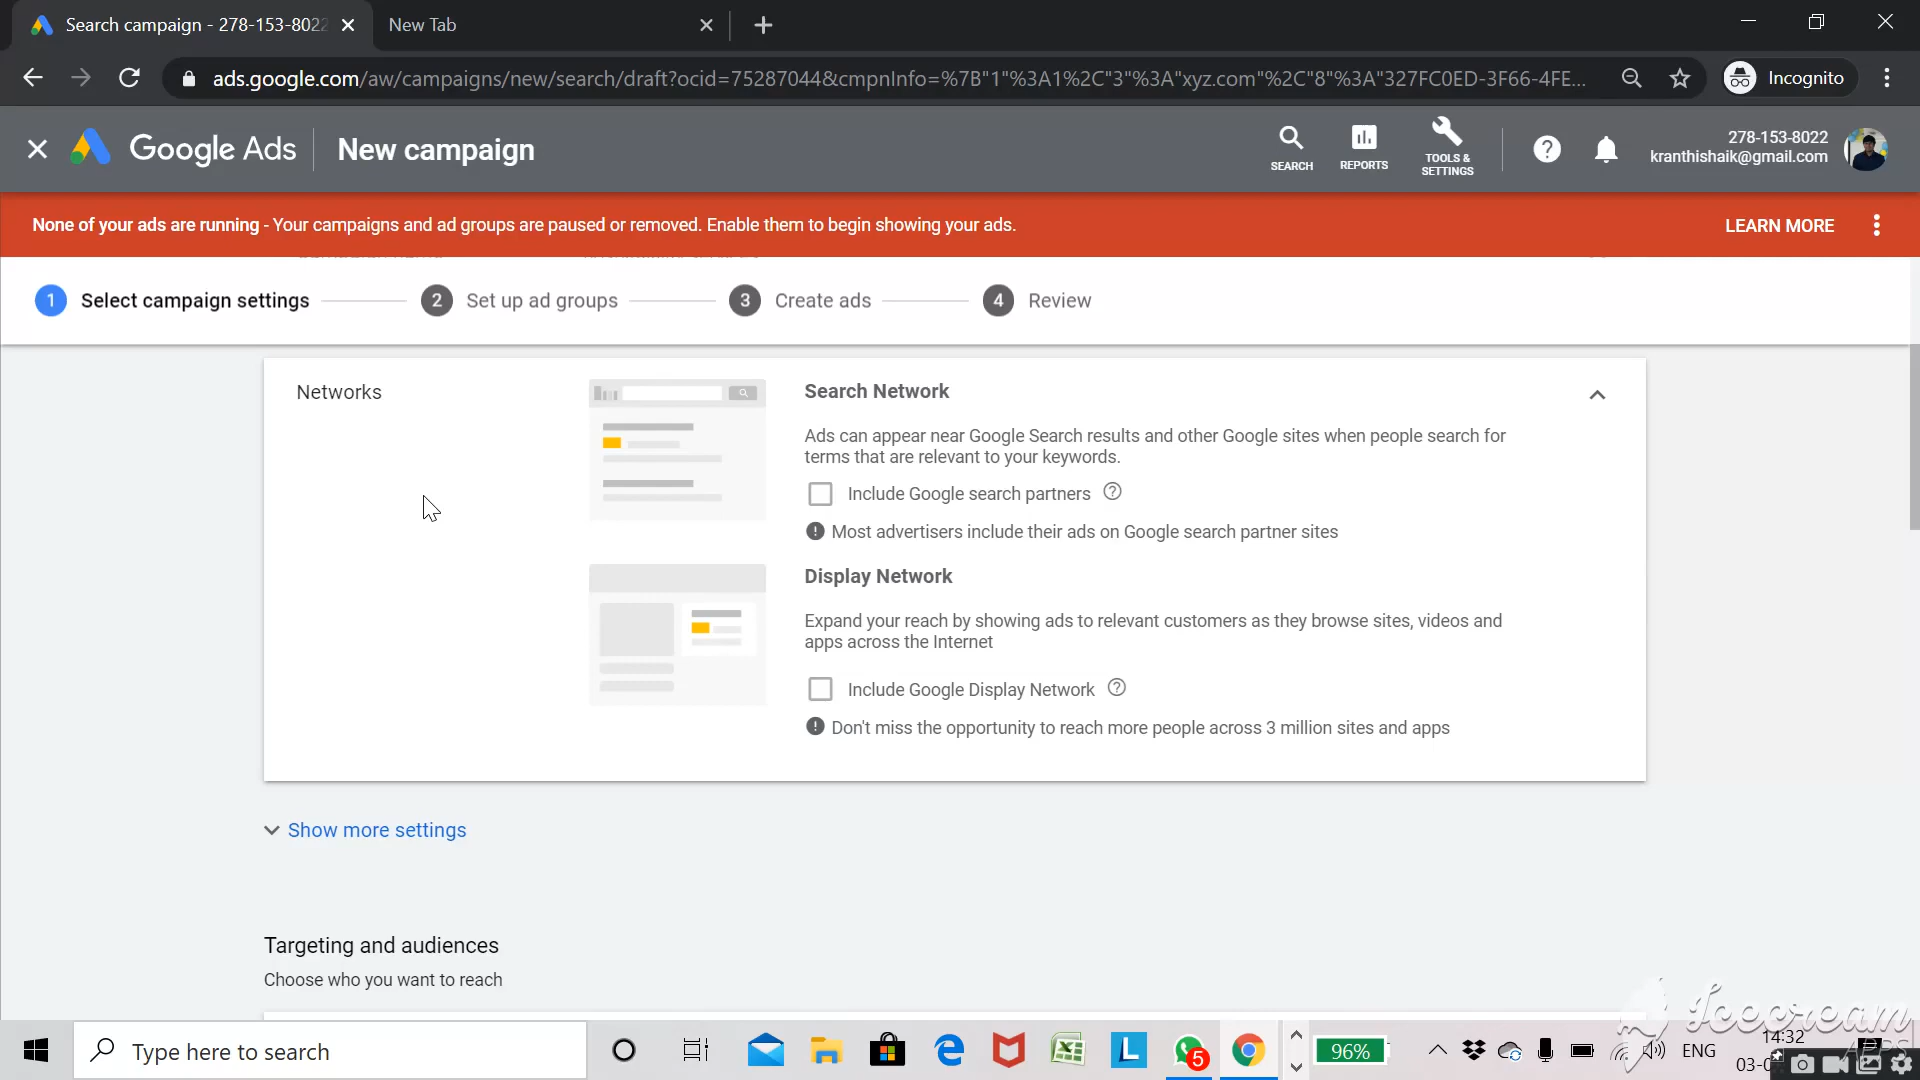 Search campaign - 278-153-8022
New Tab
ads.google.com/aw/campaigns/new/search/draft?ocid=75287044&cmpnInfo=%7B"1"%3A1%2C"3"%3A"xyz.com"%2C"8"%3A"327FC0ED-3F66-4FE...
Incognito
Google Ads
New campaign
SEARCH
REPORTS
TOOLS &
SETTINGS
278-153-8022
kranthishaik@gmail.com
None of your ads are running - Your campaigns and ad groups are paused or removed. Enable them to begin showing your ads.
LEARN MORE
1 Select campaign settings
2 Set up ad groups
3 Create ads
4 Review
Networks
Search Network
Ads can appear near Google Search results and other Google sites when people search for
terms that are relevant to your keywords.
Include Google search partners
Most advertisers include their ads on Google search partner sites
Display Network
Expand your reach by showing ads to relevant customers as they browse sites, videos and
apps across the Internet
Include Google Display Network
Don't miss the opportunity to reach more people across 3 million sites and apps
Show more settings
Targeting and audiences
Choose who you want to reach
Icecream
APPS
Type here to search
5
96%
ENG
14:32
03-0